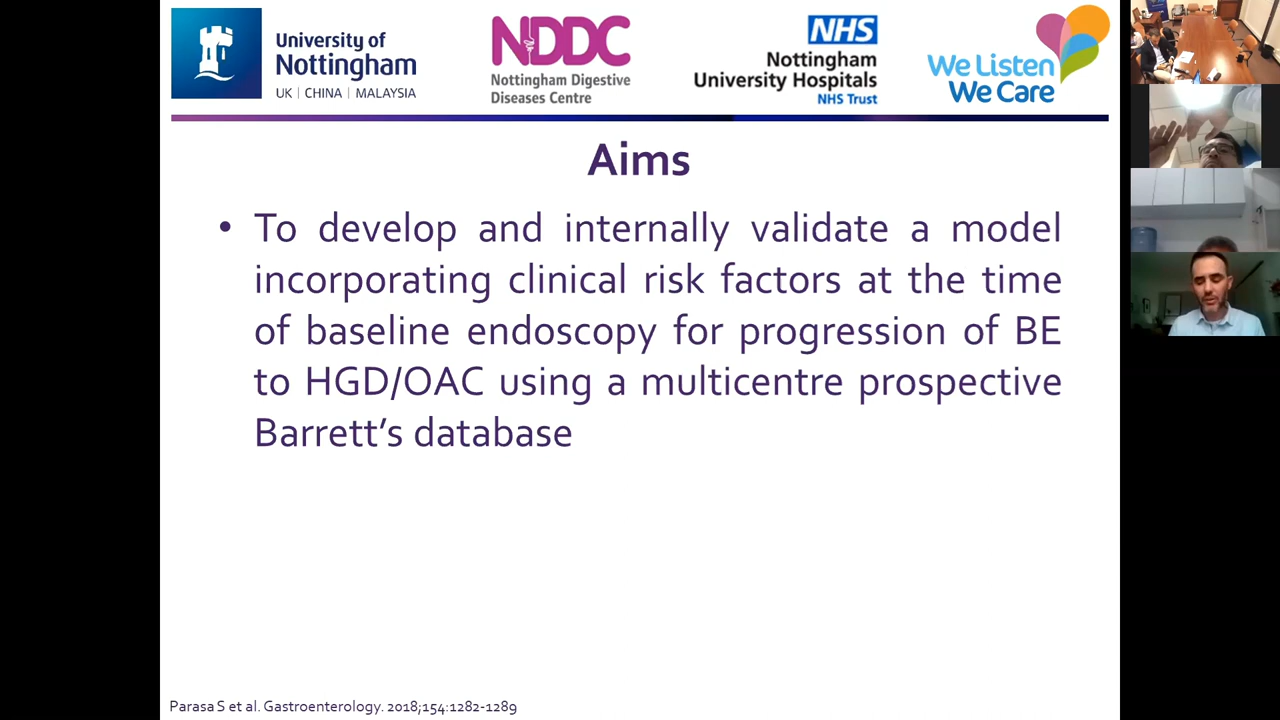 University of
Nottingham
UK | CHINA | MALAYSIA
NDDC
Nottingham Digestive
Diseases Centre
NHS
Nottingham
University Hospitals
NHS Trust
We Listen
We Care
Aims
• To develop and internally validate a model
incorporating clinical risk factors at the time
of baseline endoscopy for progression of BE
to HGD/OAC using a multicentre prospective
Barrett’s database
Parasa S et al. Gastroenterology. 2018;154:1282-1289